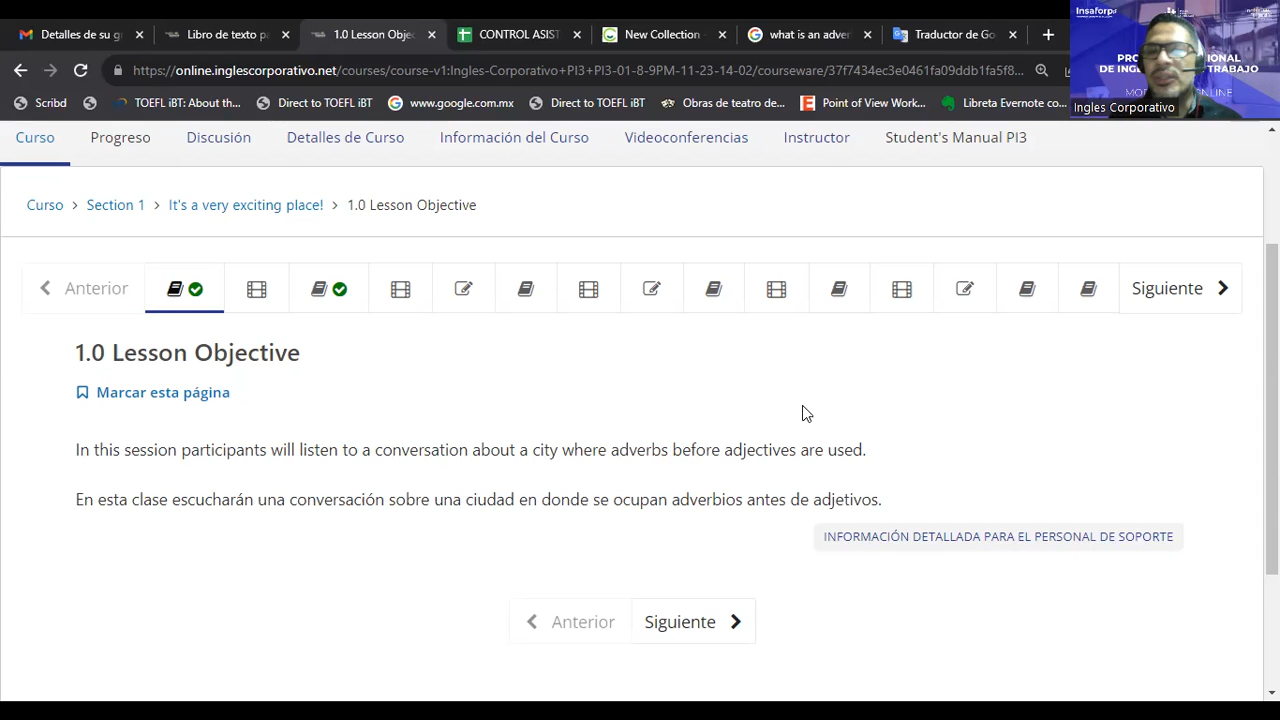 Detalles de su g
Libro de texto pa
1.0 Lesson Objec
CONTROL ASIST
New Collection -
what is an adver
Traductor de Go
https://online.inglescorporativo.net/courses/course-v1:Ingles-Corporativo+PI3+PI3-01-8-9PM-11-23-14-02/courseware/37f7434ec3e0461fa09ddb1fa5f8...
Scribd
TOEFL iBT: About th...
Direct to TOEFL iBT
www.google.com.mx
Direct to TOEFL iBT
Obras de teatro de...
Point of View Work...
Libreta Evernote co...
Insaforp
Ingles Corporativo
Curso
Progreso
Discusión
Detalles de Curso
Información del Curso
Videoconferencias
Instructor
Student's Manual PI3
Curso > Section 1 > It's a very exciting place! > 1.0 Lesson Objective
Anterior
Siguiente
1.0 Lesson Objective
Marcar esta página
In this session participants will listen to a conversation about a city where adverbs before adjectives are used.
En esta clase escucharán una conversación sobre una ciudad en donde se ocupan adverbios antes de adjetivos.
INFORMACIÓN DETALLADA PARA EL PERSONAL DE SOPORTE
Anterior
Siguiente